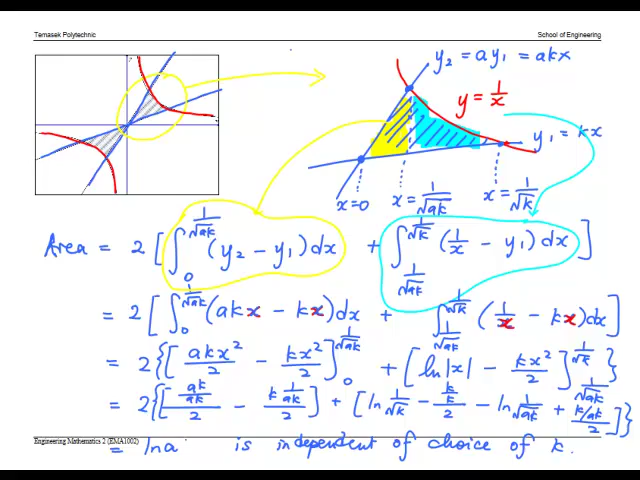 Temasek Polytechnic School of Engineering
y₂ = ay₁ = akx
y = 1/x
y₁ = kx
x=0 x = 1/√ak x = 1/√k
Area = 2 [ ∫₀^(1/√ak) (y₂ − y₁)dx + ∫_(1/√ak)^(1/√k) (1/x − y₁) dx ]
= 2 [ ∫₀^(1/√ak) (akx − kx)dx + ∫_(1/√ak)^(1/√k) (1/x − kx)dx ]
= 2 { [ akx²/2 − kx²/2 ]₀^(1/√ak) + [ ln|x| − kx²/2 ]_(1/√ak)^(1/√k)
= 2 { [ (ak/ak)/2 − (k 1/ak)/2 ] + [ ln 1/√k − (k/k)/2 − ln 1/√ak + (k/ak)/2 ] }
Engineering Mathematics 2 (EMA1002)
= ln a is independent of choice of k.